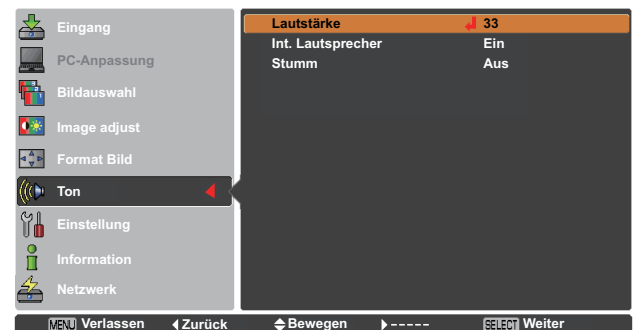 Eingang
PC-Anpassung
Bildauswahl
Image adjust
Format Bild
Ton
Einstellung
Information
Netzwerk
Lautstärke 33
Int. Lautsprecher Ein
Stumm Aus
MENU Verlassen Zurück Bewegen ----- SELECT Weiter